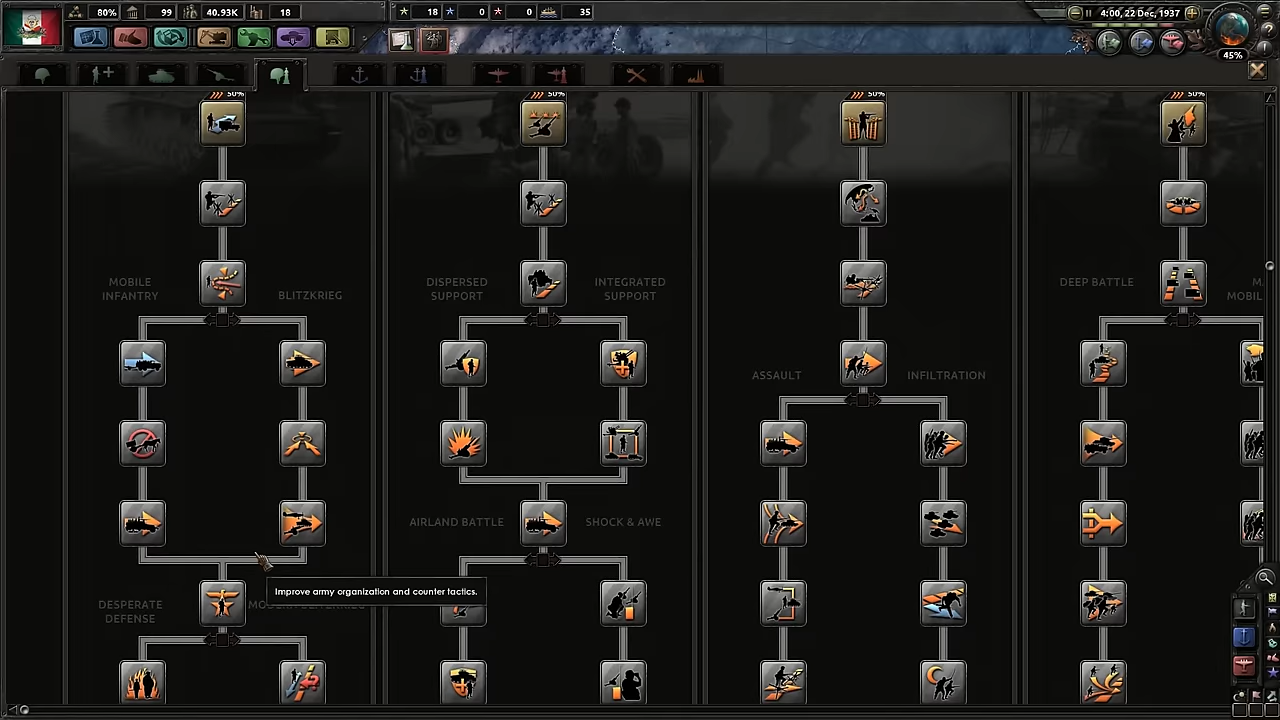 80%
99
40.93K
18
18
0
0
35
4:00, 22 Dec, 1937
45%
50%
50%
50%
50%
MOBILE
INFANTRY
BLITZKRIEG
DISPERSED
SUPPORT
INTEGRATED
SUPPORT
DEEP BATTLE
MOBIL
ASSAULT
INFILTRATION
AIRLAND BATTLE
SHOCK & AWE
Improve army organization and counter tactics.
DESPERATE
DEFENSE